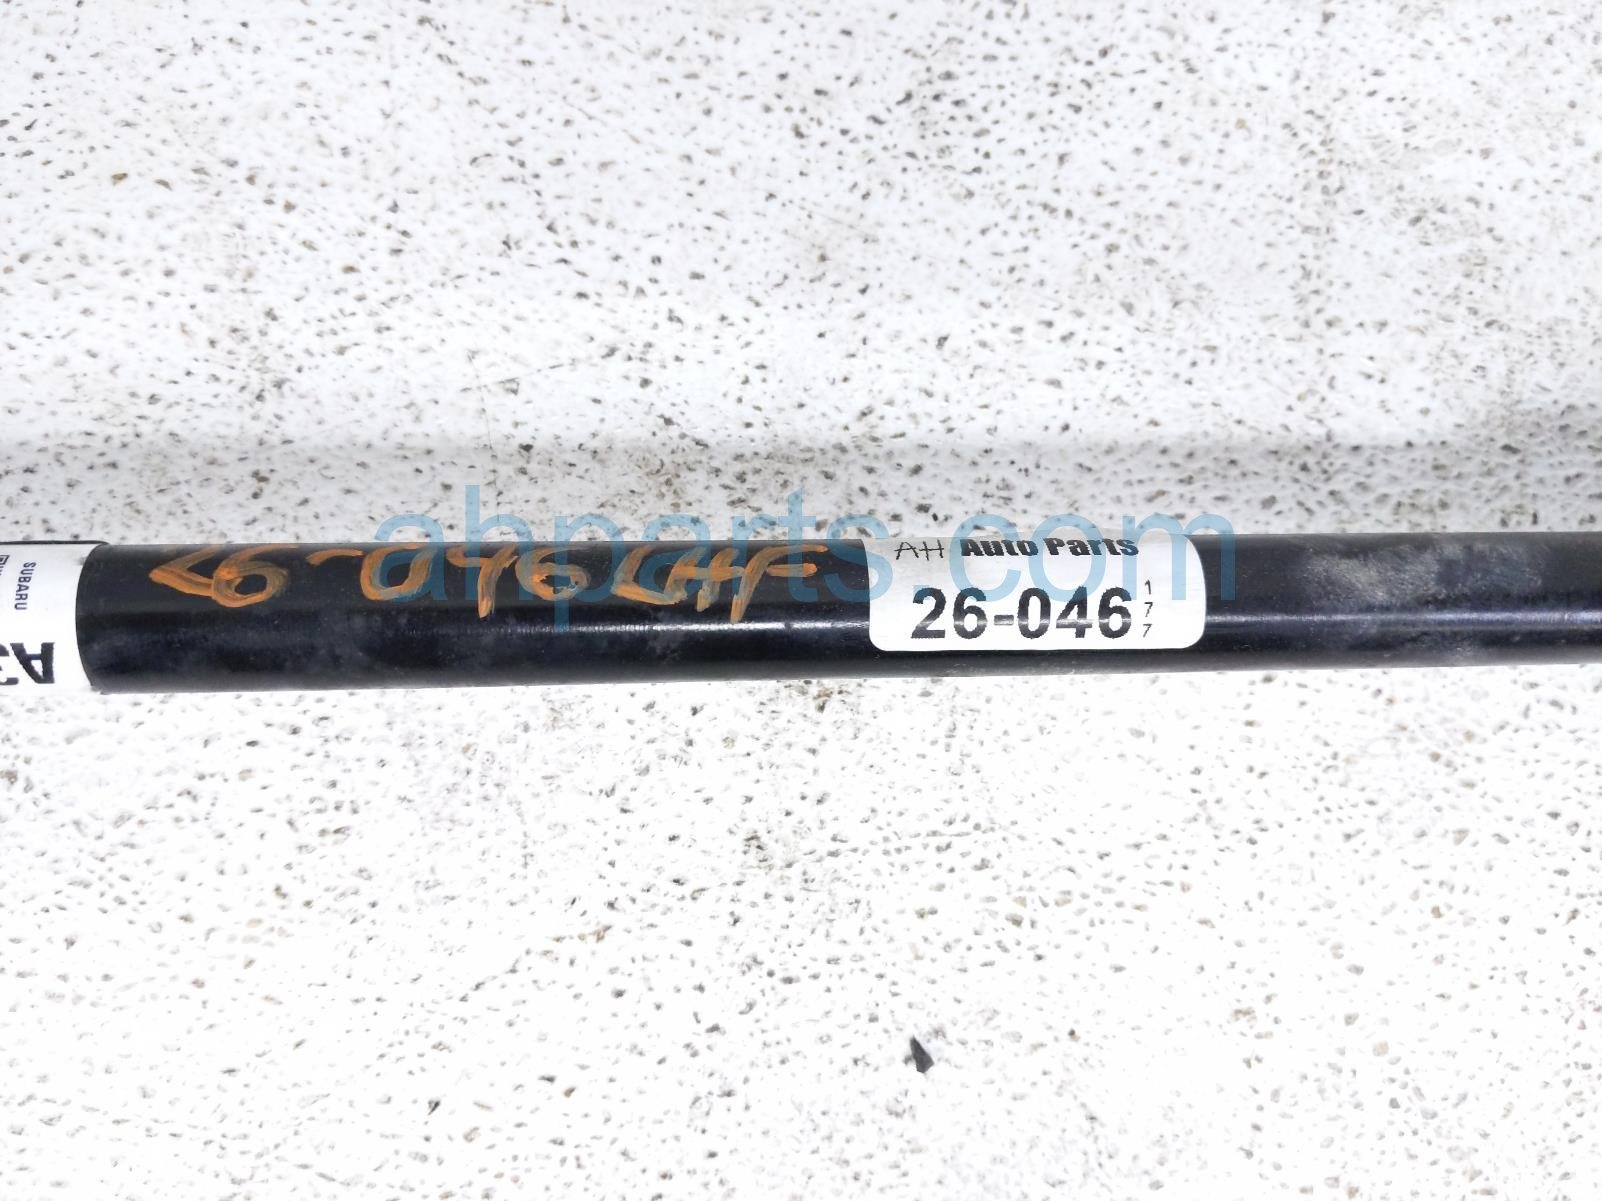 SUBARU
26-046 LHF
AH Auto Parts
26-046
177
ahparts.com